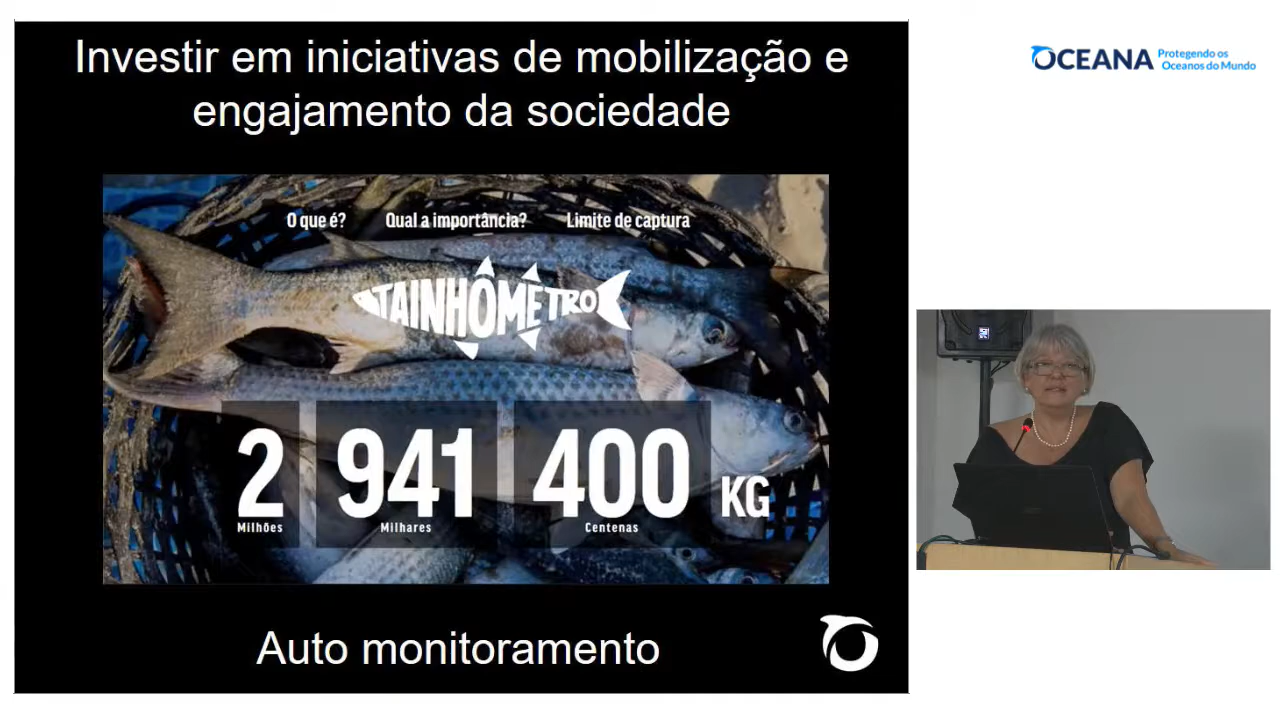 Investir em iniciativas de mobilização e
engajamento da sociedade
O que é?
Qual a importância?
Limite de captura
TAINHÔMÊTRO
2
Milhões
941
Milhares
400
Centenas
KG
Auto monitoramento
OCEANA
Protegendo os
Oceanos do Mundo